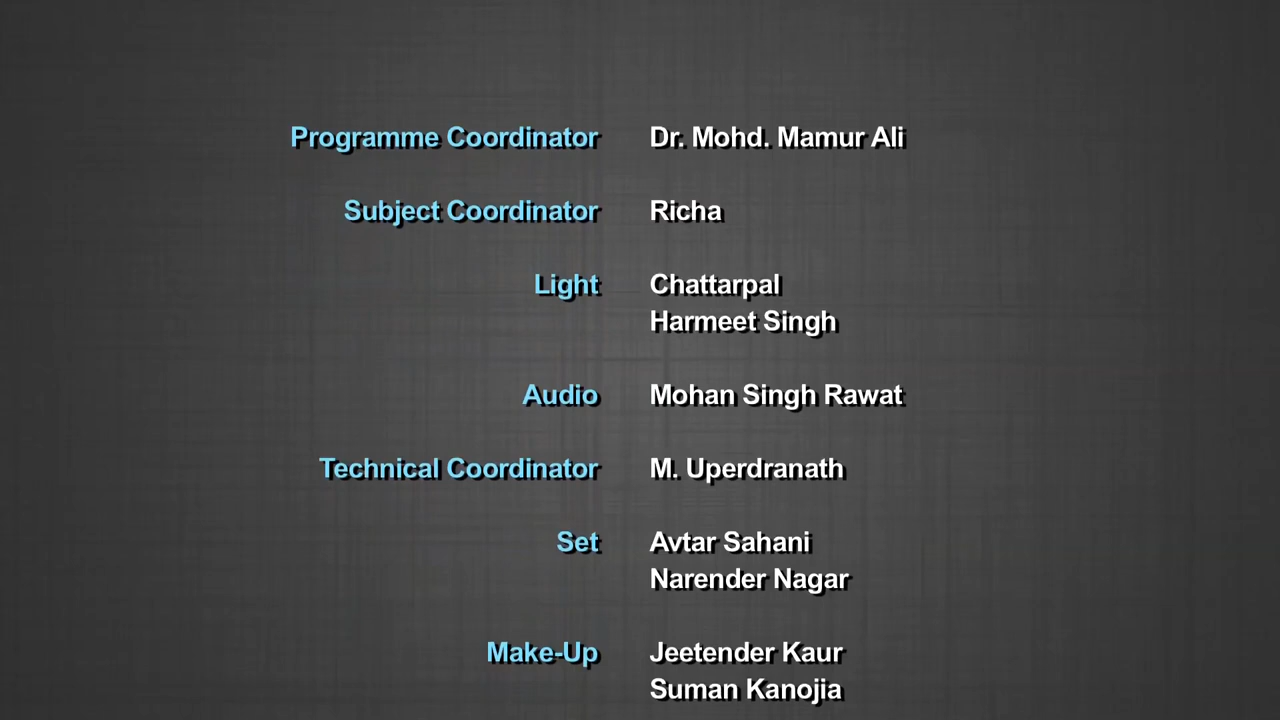 Programme Coordinator Dr. Mohd. Mamur Ali
Subject Coordinator Richa
Light Chattarpal
Harmeet Singh
Audio Mohan Singh Rawat
Technical Coordinator M. Uperdranath
Set Avtar Sahani
Narender Nagar
Make-Up Jeetender Kaur
Suman Kanojia